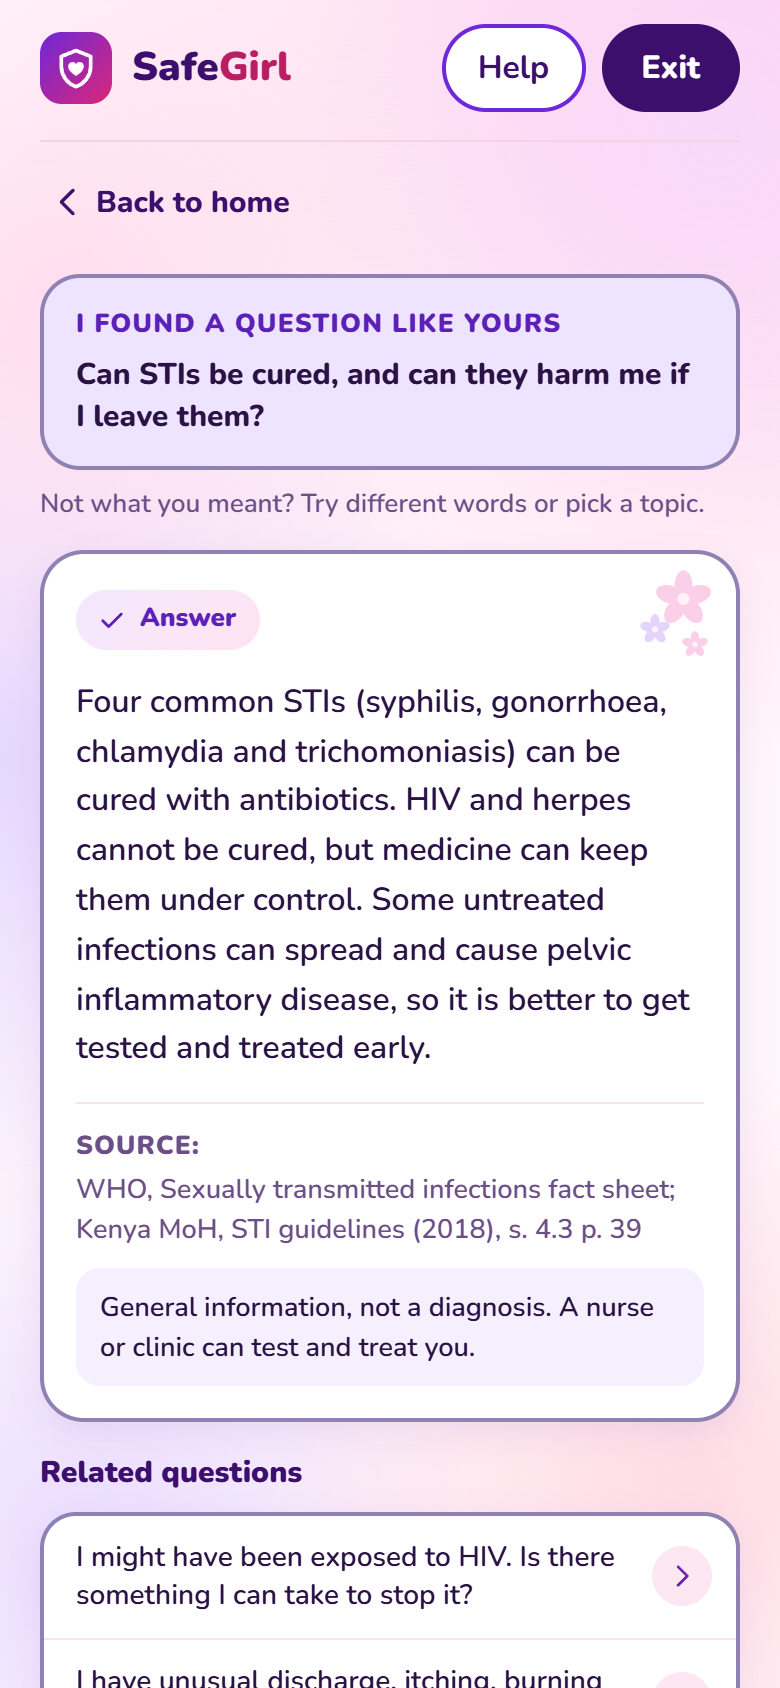 SafeGirl
Help
Exit
Back to home
I FOUND A QUESTION LIKE YOURS
Can STIs be cured, and can they harm me if
I leave them?
Not what you meant? Try different words or pick a topic.
Answer
Four common STIs (syphilis, gonorrhoea,
chlamydia and trichomoniasis) can be
cured with antibiotics. HIV and herpes
cannot be cured, but medicine can keep
them under control. Some untreated
infections can spread and cause pelvic
inflammatory disease, so it is better to get
tested and treated early.
SOURCE:
WHO, Sexually transmitted infections fact sheet;
Kenya MoH, STI guidelines (2018), s. 4.3 p. 39
General information, not a diagnosis. A nurse
or clinic can test and treat you.
Related questions
I might have been exposed to HIV. Is there
something I can take to stop it?
I have unusual discharge, itching, burning